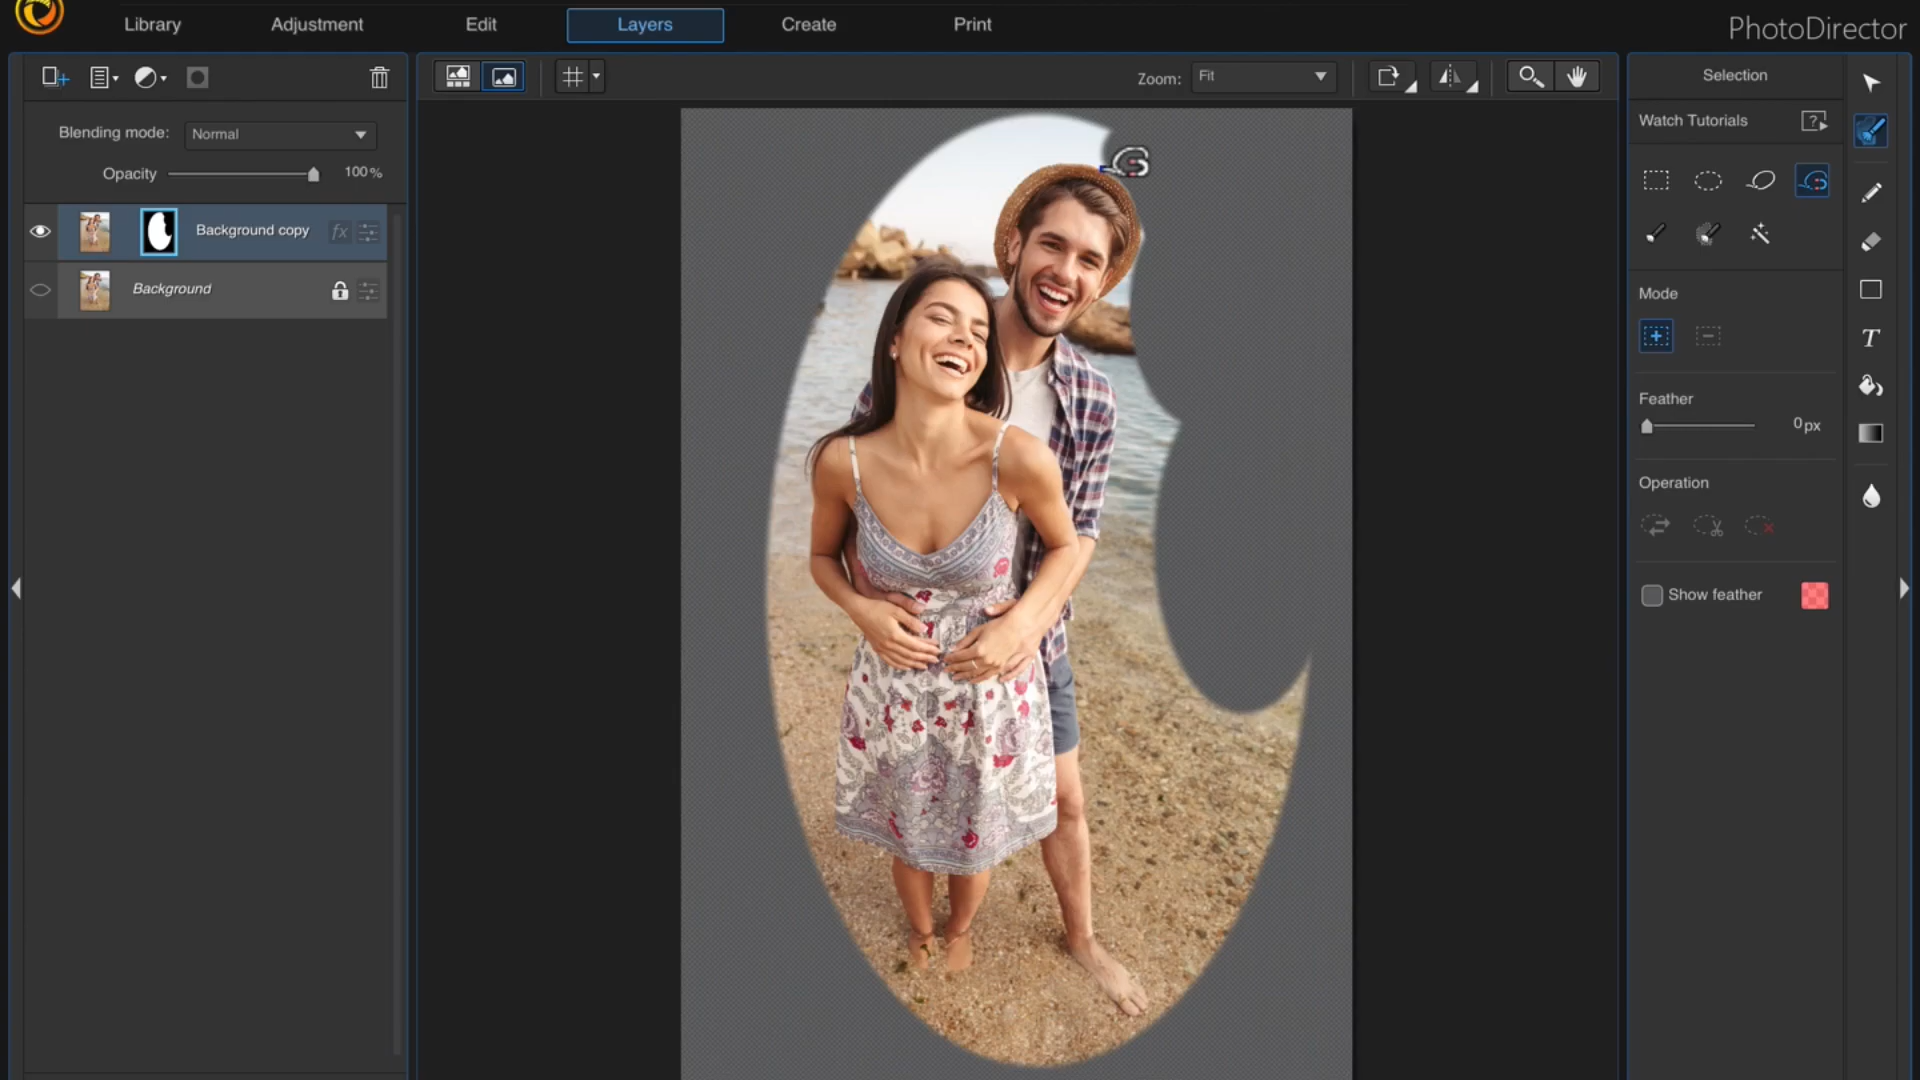 Library
Adjustment
Edit
Layers
Create
Print
PhotoDirector
Zoom:
Fit
Selection
Blending mode:
Normal
Opacity
100%
Background copy
fx
Background
Watch Tutorials
?
Mode
Feather
0px
Operation
Show feather
T